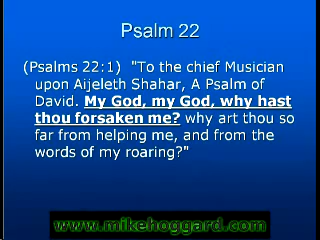 Psalm 22
(Psalms 22:1) "To the chief Musician
upon Aijeleth Shahar, A Psalm of
David. My God, my God, why hast
thou forsaken me? why art thou so
far from helping me, and from the
words of my roaring?"
www.mikehoggard.com